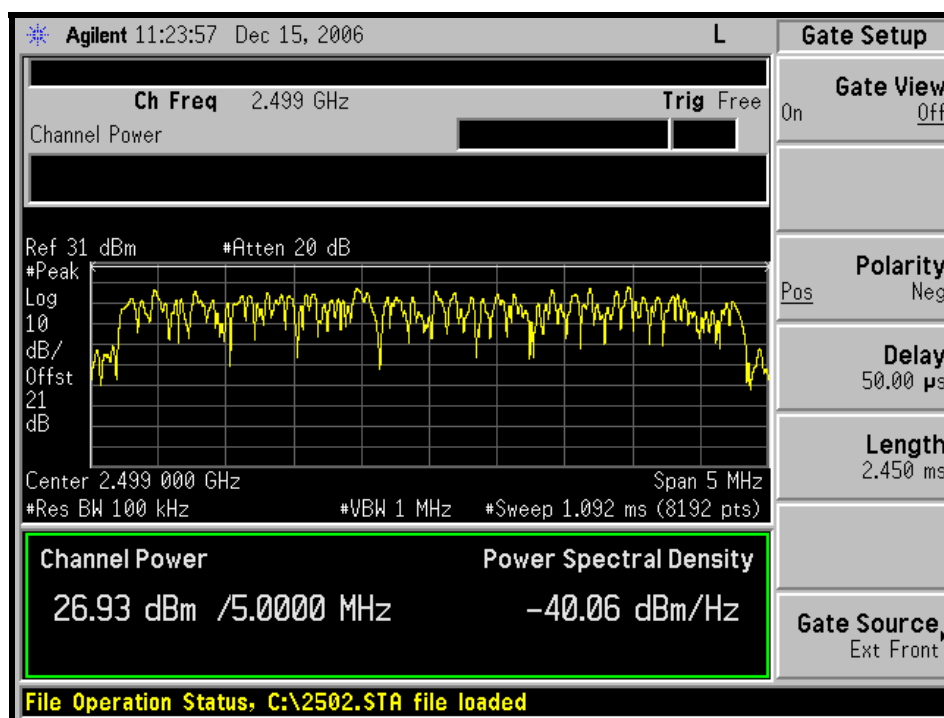 Agilent 11:23:57 Dec 15, 2006 L
Ch Freq 2.499 GHz Trig Free
Channel Power
Ref 31 dBm #Atten 20 dB
#Peak
Log
10
dB/
Offst
21
dB
Center 2.499 000 GHz Span 5 MHz
#Res BW 100 kHz #VBW 1 MHz #Sweep 1.092 ms (8192 pts)
Channel Power Power Spectral Density
26.93 dBm /5.0000 MHz -40.06 dBm/Hz
File Operation Status, C:\2502.STA file loaded
Gate Setup
Gate View
On Off
Polarity
Pos Neg
Delay
50.00 µs
Length
2.450 ms
Gate Source
Ext Front